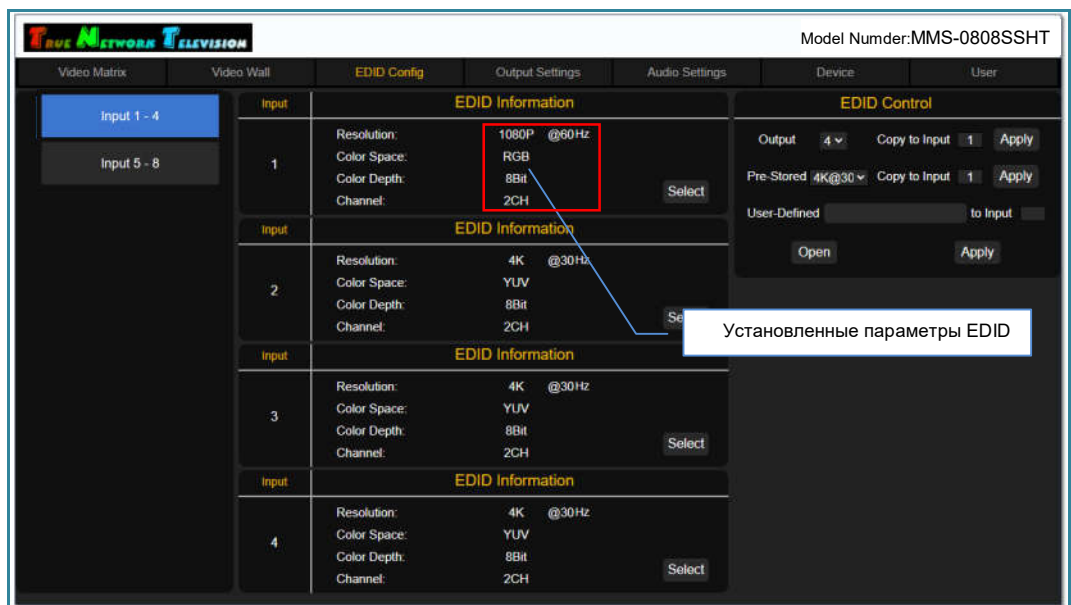 True Network Television
Model Numder:MMS-0808SSHT
Video Matrix Video Wall EDID Config Output Settings Audio Settings Device User
Input 1 - 4
Input 5 - 8
Input EDID Information
1
Resolution: 1080P @60Hz
Color Space: RGB
Color Depth: 8Bit
Channel: 2CH
Select
Input EDID Information
2
Resolution: 4K @30Hz
Color Space: YUV
Color Depth: 8Bit
Channel: 2CH
Input EDID Information
3
Resolution: 4K @30Hz
Color Space: YUV
Color Depth: 8Bit
Channel: 2CH
Select
Input EDID Information
4
Resolution: 4K @30Hz
Color Space: YUV
Color Depth: 8Bit
Channel: 2CH
Select
EDID Control
Output 4 Copy to Input 1 Apply
Pre-Stored 4K@30 Copy to Input 1 Apply
User-Defined to Input
Open Apply
Установленные параметры EDID